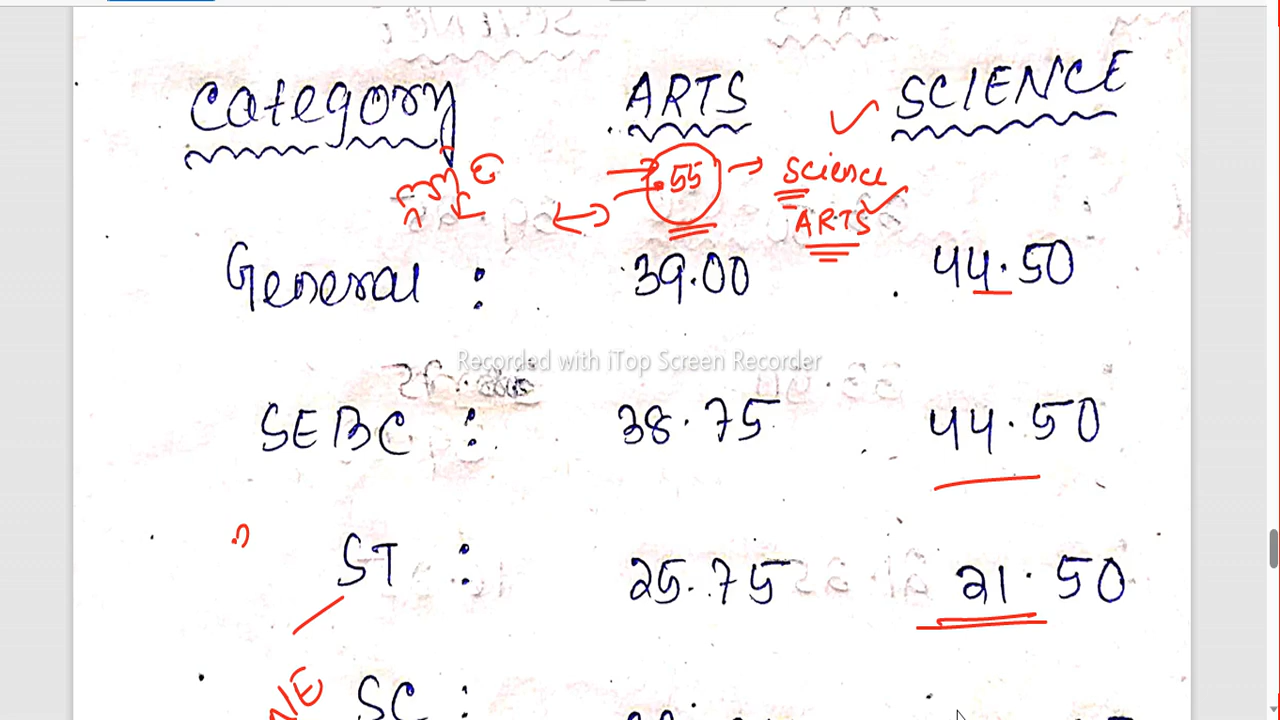 Category ARTS SCIENCE
55 → Science
ARTS
General : 39.00 44.50
Recorded with iTop Screen Recorder
SEBC : 38.75 44.50
ST : 25.75 21.50
SC :